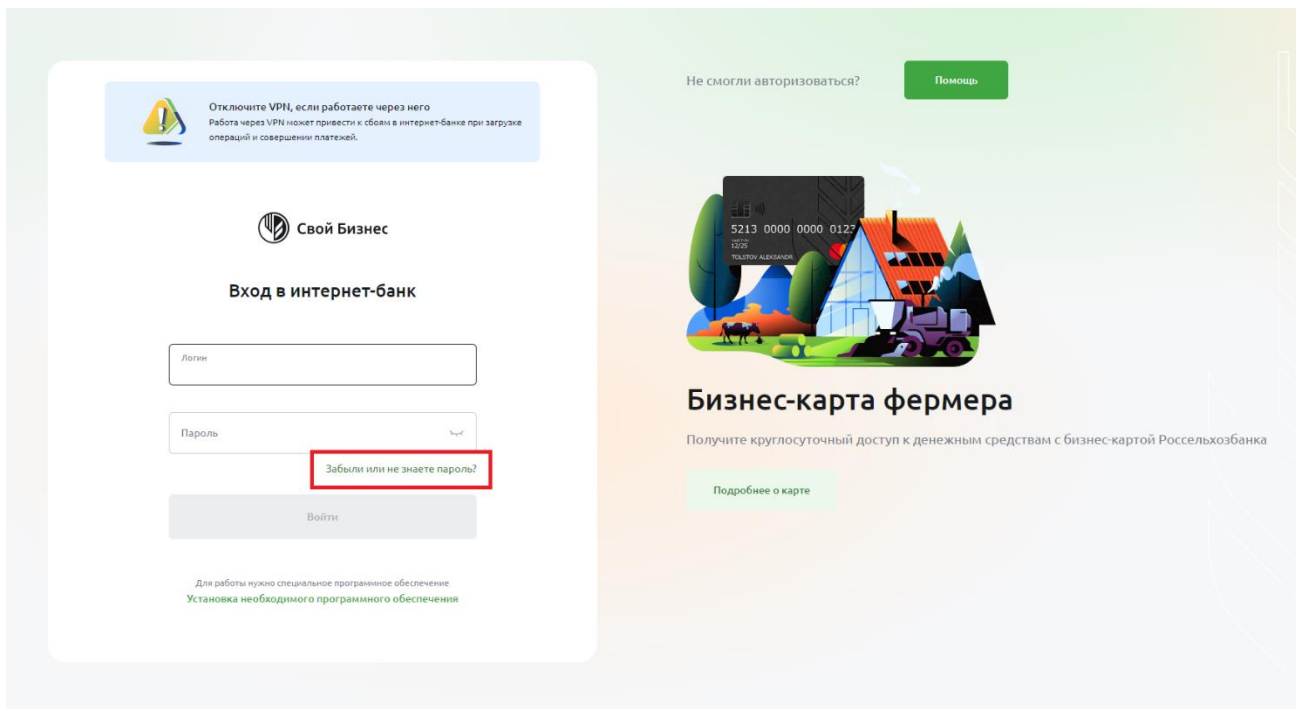 Отключите VPN, если работаете через него
Работа через VPN может привести к сбоям в интернет-банке при загрузке
операций и совершении платежей.
Свой Бизнес
Вход в интернет-банк
Логин
Пароль
Забыли или не знаете пароль?
Войти
Для работы нужно специальное программное обеспечение
Установка необходимого программного обеспечения
Не смогли авторизоваться?
Помощь
5213 0000 0000 0123
12/25
TOLSTOV ALEKSANDR
Бизнес-карта фермера
Получите круглосуточный доступ к денежным средствам с бизнес-картой Россельхозбанка
Подробнее о карте